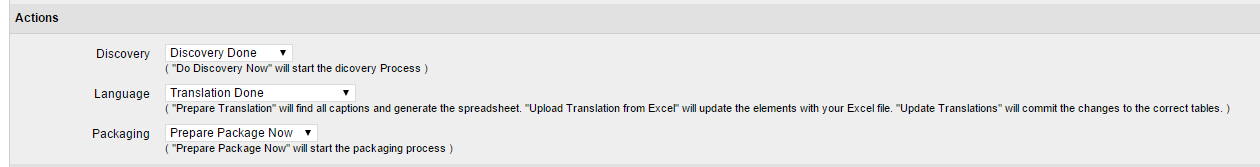 Actions
Discovery Discovery Done
( "Do Discovery Now" will start the dicovery Process )
Language Translation Done
( "Prepare Translation" will find all captions and generate the spreadsheet. "Upload Translation from Excel" will update the elements with your Excel file. "Update Translations" will commit the changes to the correct tables. )
Packaging Prepare Package Now
( "Prepare Package Now" will start the packaging process )